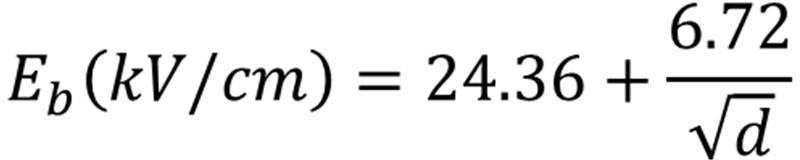 E_b(kV/cm) = 24.36 + 6.72/√d